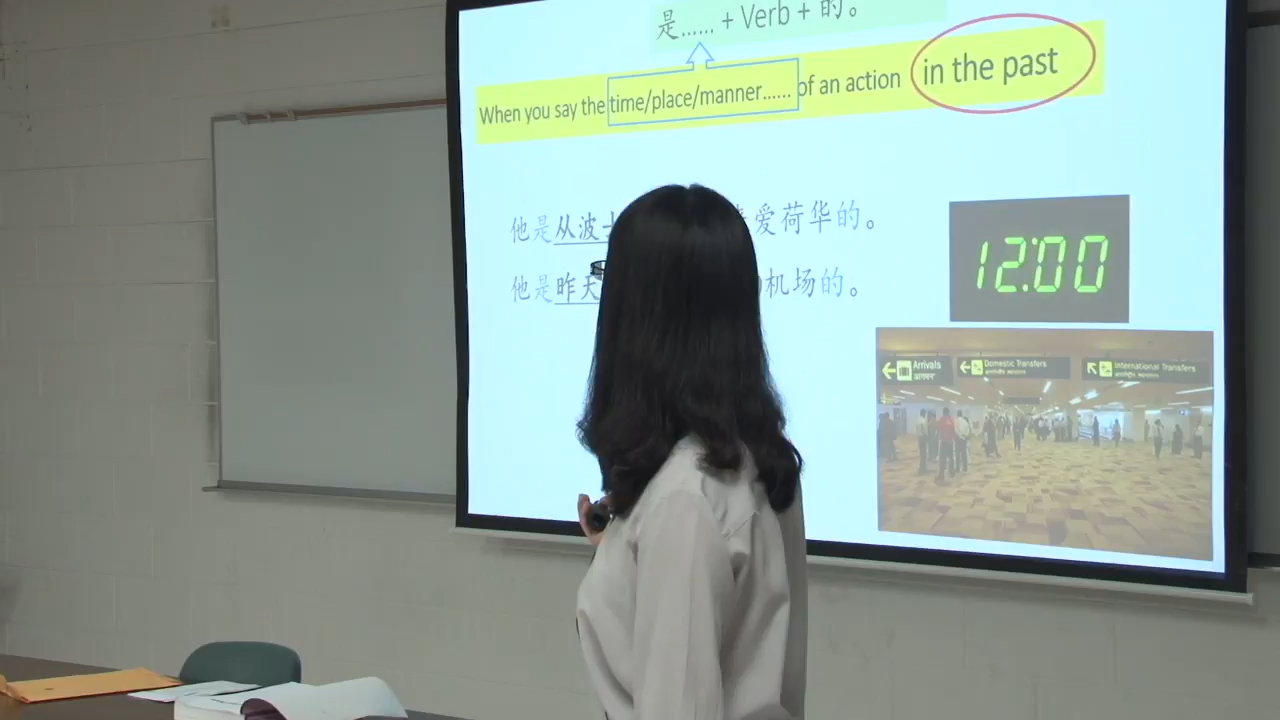 是…… + Verb + 的。
When you say the time/place/manner…… of an action in the past
他是从波 爱荷华的。
他是昨天 机场的。
12:00
Arrivals
आगमन
Domestic Transfers
International Transfers